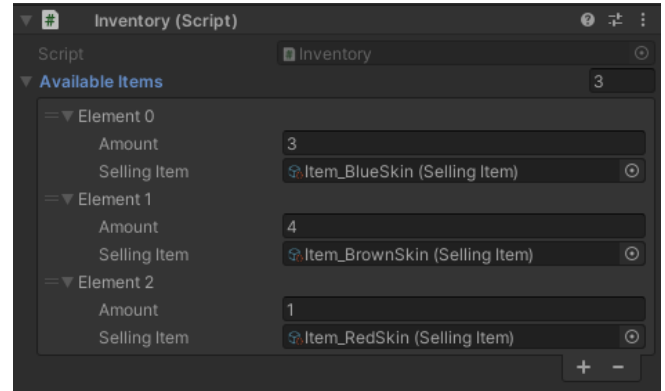 Inventory (Script)
Script Inventory
Available Items 3
Element 0
Amount 3
Selling Item Item_BlueSkin (Selling Item)
Element 1
Amount 4
Selling Item Item_BrownSkin (Selling Item)
Element 2
Amount 1
Selling Item Item_RedSkin (Selling Item)